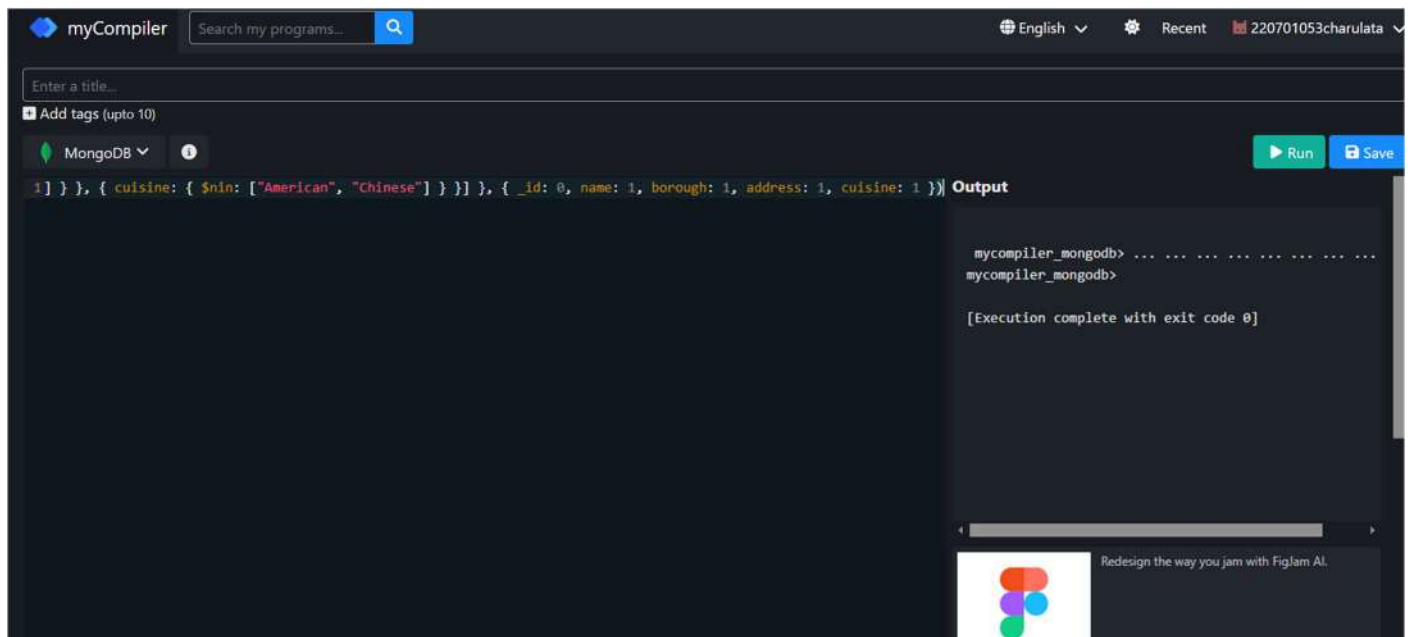 myCompiler Search my programs... English Recent 220701053charulata
Enter a title...
Add tags (upto 10)
MongoDB Run Save
1] } }, { cuisine: { $nin: ["American", "Chinese"] } }] }, { _id: 0, name: 1, borough: 1, address: 1, cuisine: 1 })
Output
mycompiler_mongodb> ... ... ... ... ... ... ... ...
mycompiler_mongodb>
[Execution complete with exit code 0]
Redesign the way you jam with FigJam AI.